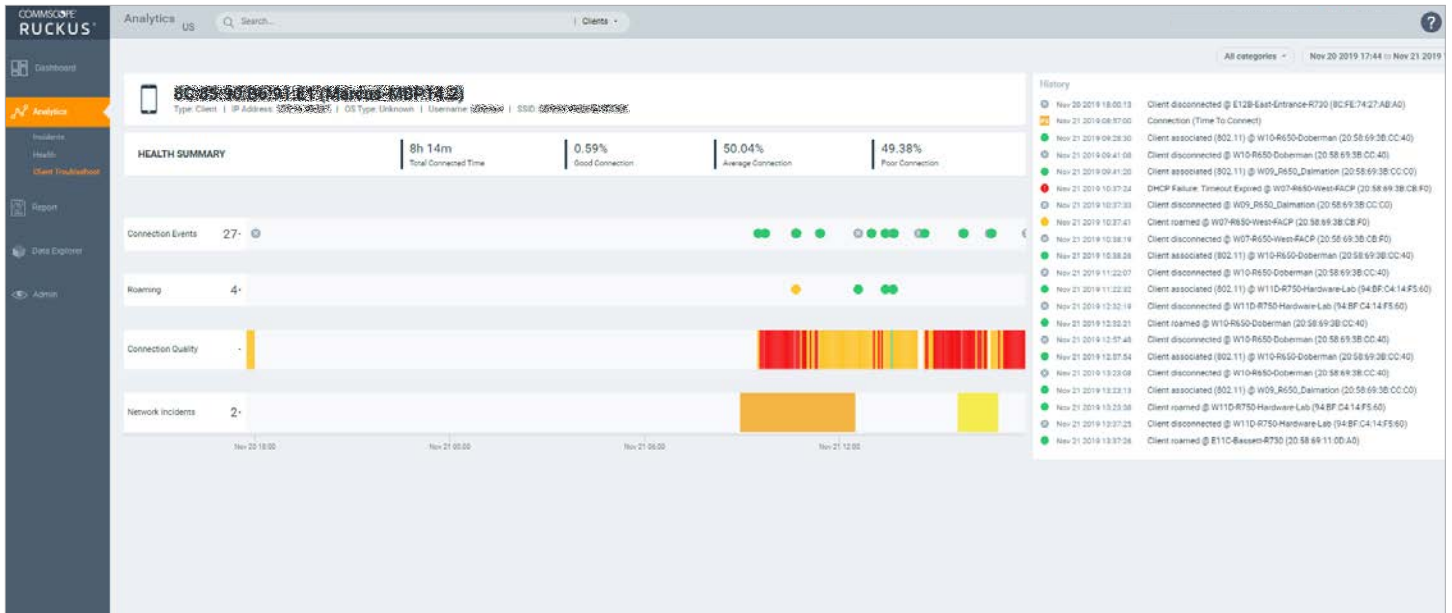 COMMSCOPE
RUCKUS
Analytics US
Search...
Clients
Dashboard
Analytics
Incidents
Health
Client Troubleshoot
Report
Data Explorer
Admin
All categories
Nov 20 2019 17:44 to Nov 21 2019
Type: Client | IP Address: | OS Type: Unknown | Username: | SSID:
HEALTH SUMMARY
8h 14m
Total Connected Time
0.59%
Good Connection
50.04%
Average Connection
49.38%
Poor Connection
Connection Events 27
Roaming 4
Connection Quality -
Network Incidents 2
Nov 20 18:00 Nov 21 00:00 Nov 21 06:00 Nov 21 12:00
History
Nov 20 2019 18:00:13 Client disconnected @ E12B-East-Entrance-R730 (8C:FE:74:27:AB:A0)
Nov 21 2019 08:57:00 Connection (Time To Connect)
Nov 21 2019 09:28:30 Client associated (802.11) @ W10-R650-Doberman (20:58:69:3B:CC:40)
Nov 21 2019 09:41:08 Client disconnected @ W10-R650-Doberman (20:58:69:3B:CC:40)
Nov 21 2019 09:41:20 Client associated (802.11) @ W09_R650_Dalmation (20:58:69:3B:CC:C0)
Nov 21 2019 10:37:24 DHCP Failure: Timeout Expired @ W07-R650-West-FACP (20:58:69:3B:CB:F0)
Nov 21 2019 10:37:33 Client disconnected @ W09_R650_Dalmation (20:58:69:3B:CC:C0)
Nov 21 2019 10:37:41 Client roamed @ W07-R650-West-FACP (20:58:69:3B:CB:F0)
Nov 21 2019 10:38:19 Client disconnected @ W07-R650-West-FACP (20:58:69:3B:CB:F0)
Nov 21 2019 10:38:26 Client associated (802.11) @ W10-R650-Doberman (20:58:69:3B:CC:40)
Nov 21 2019 11:22:07 Client disconnected @ W10-R650-Doberman (20:58:69:3B:CC:40)
Nov 21 2019 11:22:32 Client associated (802.11) @ W11D-R750-Hardware-Lab (94:BF:C4:14:F5:60)
Nov 21 2019 12:32:19 Client disconnected @ W11D-R750-Hardware-Lab (94:BF:C4:14:F5:60)
Nov 21 2019 12:32:21 Client roamed @ W10-R650-Doberman (20:58:69:3B:CC:40)
Nov 21 2019 12:57:48 Client disconnected @ W10-R650-Doberman (20:58:69:3B:CC:40)
Nov 21 2019 12:57:54 Client associated (802.11) @ W10-R650-Doberman (20:58:69:3B:CC:40)
Nov 21 2019 13:23:08 Client disconnected @ W10-R650-Doberman (20:58:69:3B:CC:40)
Nov 21 2019 13:23:13 Client associated (802.11) @ W09_R650_Dalmation (20:58:69:3B:CC:C0)
Nov 21 2019 13:23:38 Client roamed @ W11D-R750-Hardware-Lab (94:BF:C4:14:F5:60)
Nov 21 2019 13:37:25 Client disconnected @ W11D-R750-Hardware-Lab (94:BF:C4:14:F5:60)
Nov 21 2019 13:37:26 Client roamed @ E11C-Bassett-R730 (20:58:69:11:0D:A0)